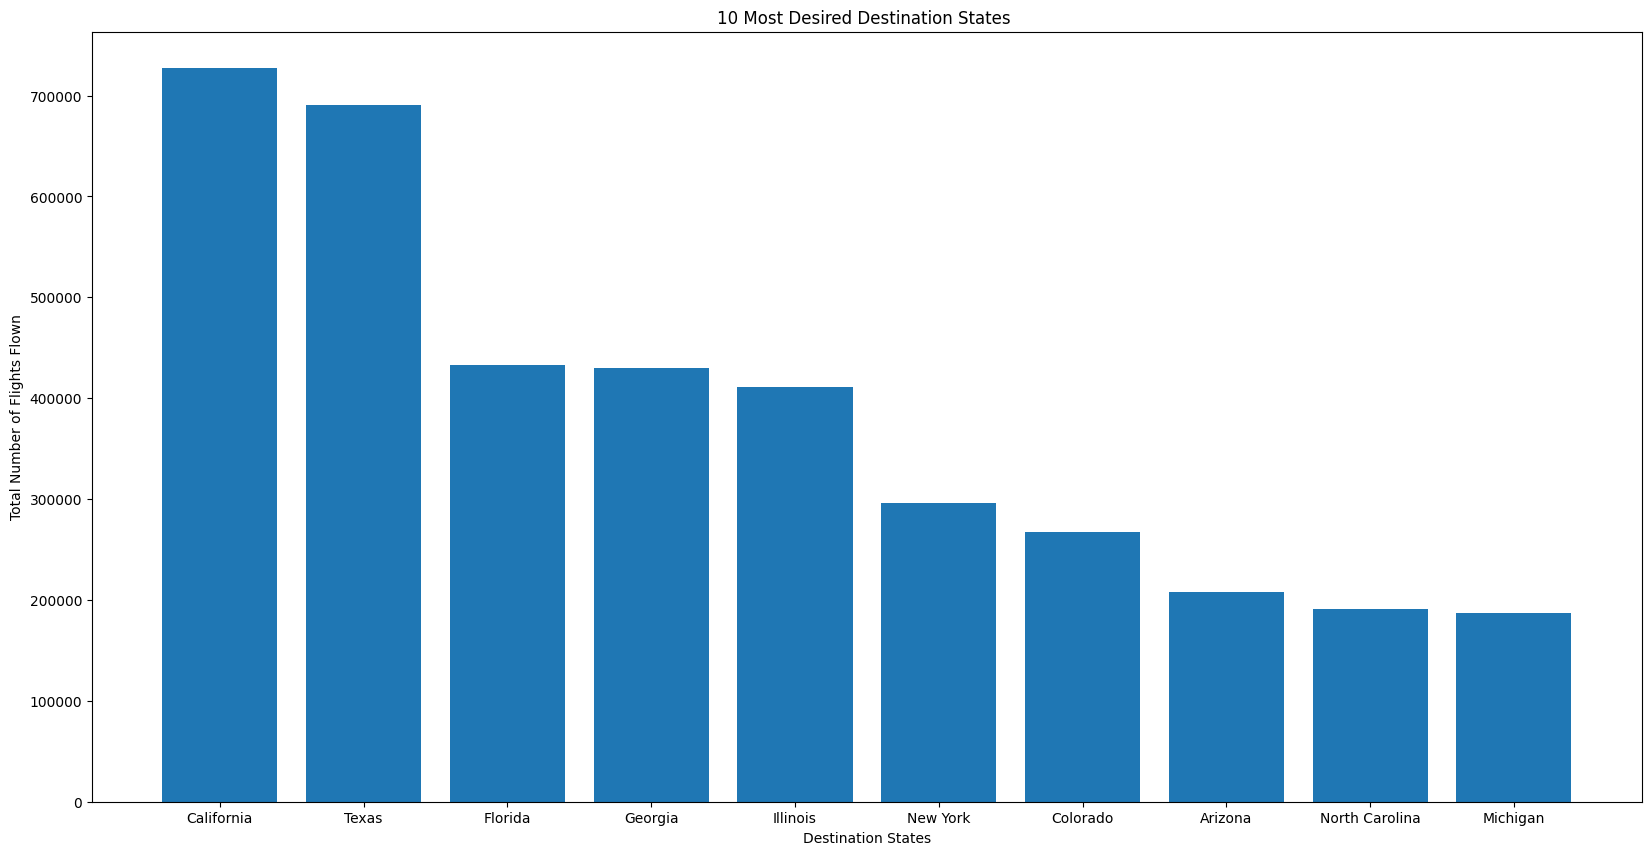 10 Most Desired Destination States
Total Number of Flights Flown
700000
600000
500000
400000
300000
200000
100000
0
California Texas Florida Georgia Illinois New York Colorado Arizona North Carolina Michigan
Destination States